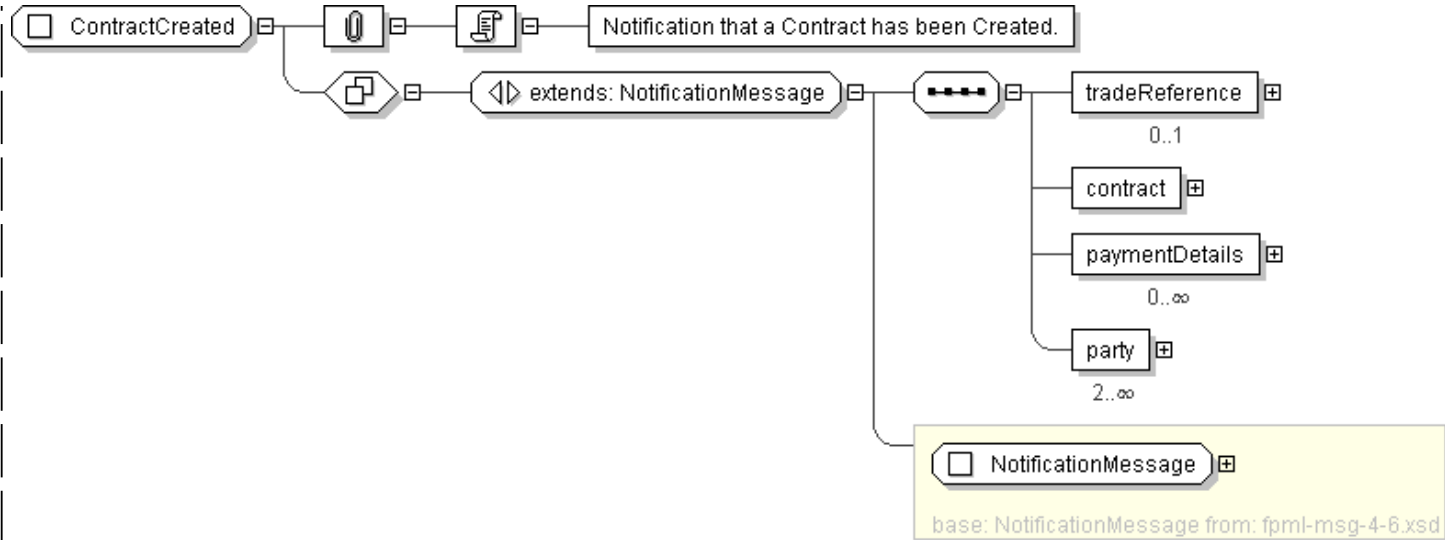 ContractCreated
Notification that a Contract has been Created.
extends: NotificationMessage
tradeReference
0..1
contract
paymentDetails
0..∞
party
2..∞
NotificationMessage
base: NotificationMessage from: fpml-msg-4-6.xsd